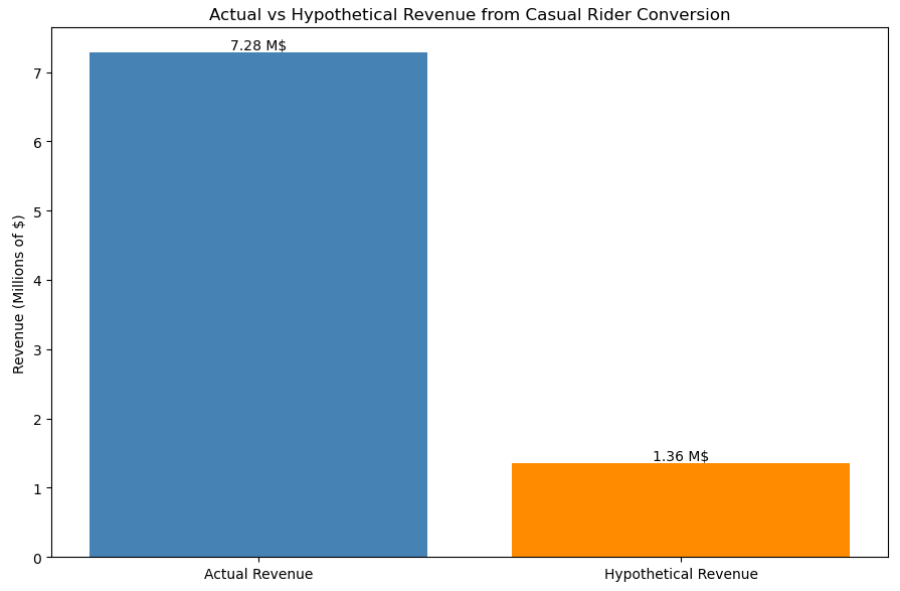 Actual vs Hypothetical Revenue from Casual Rider Conversion
7.28 M$
7
6
5
4
3
2
1
0
Revenue (Millions of $)
1.36 M$
Actual Revenue
Hypothetical Revenue